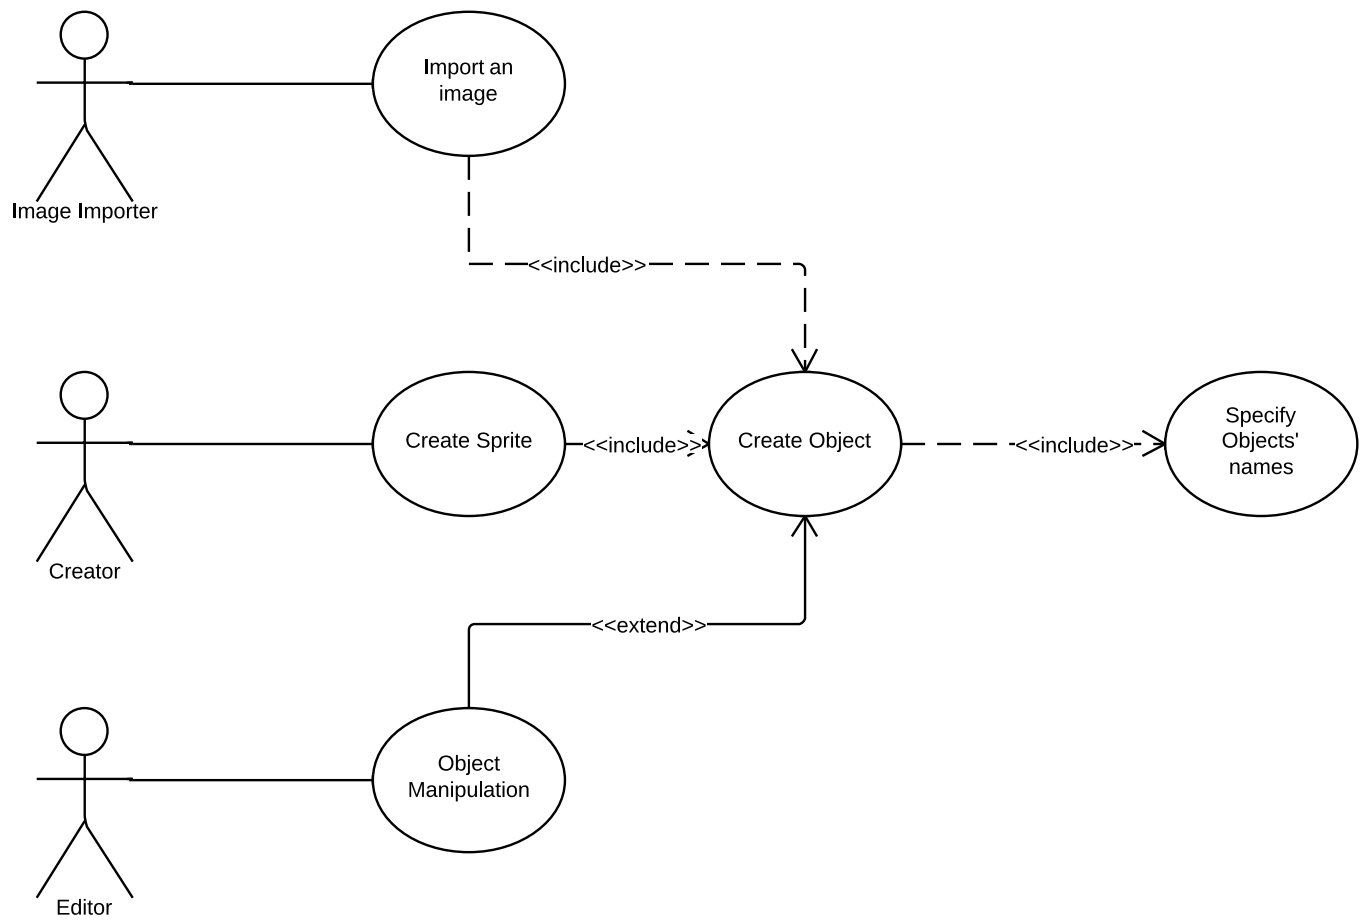 Import an
image
Image Importer
<<include>>
Create Sprite
<<include>>
Create Object
<<include>>
Specify
Objects'
names
Creator
<<extend>>
Object
Manipulation
Editor